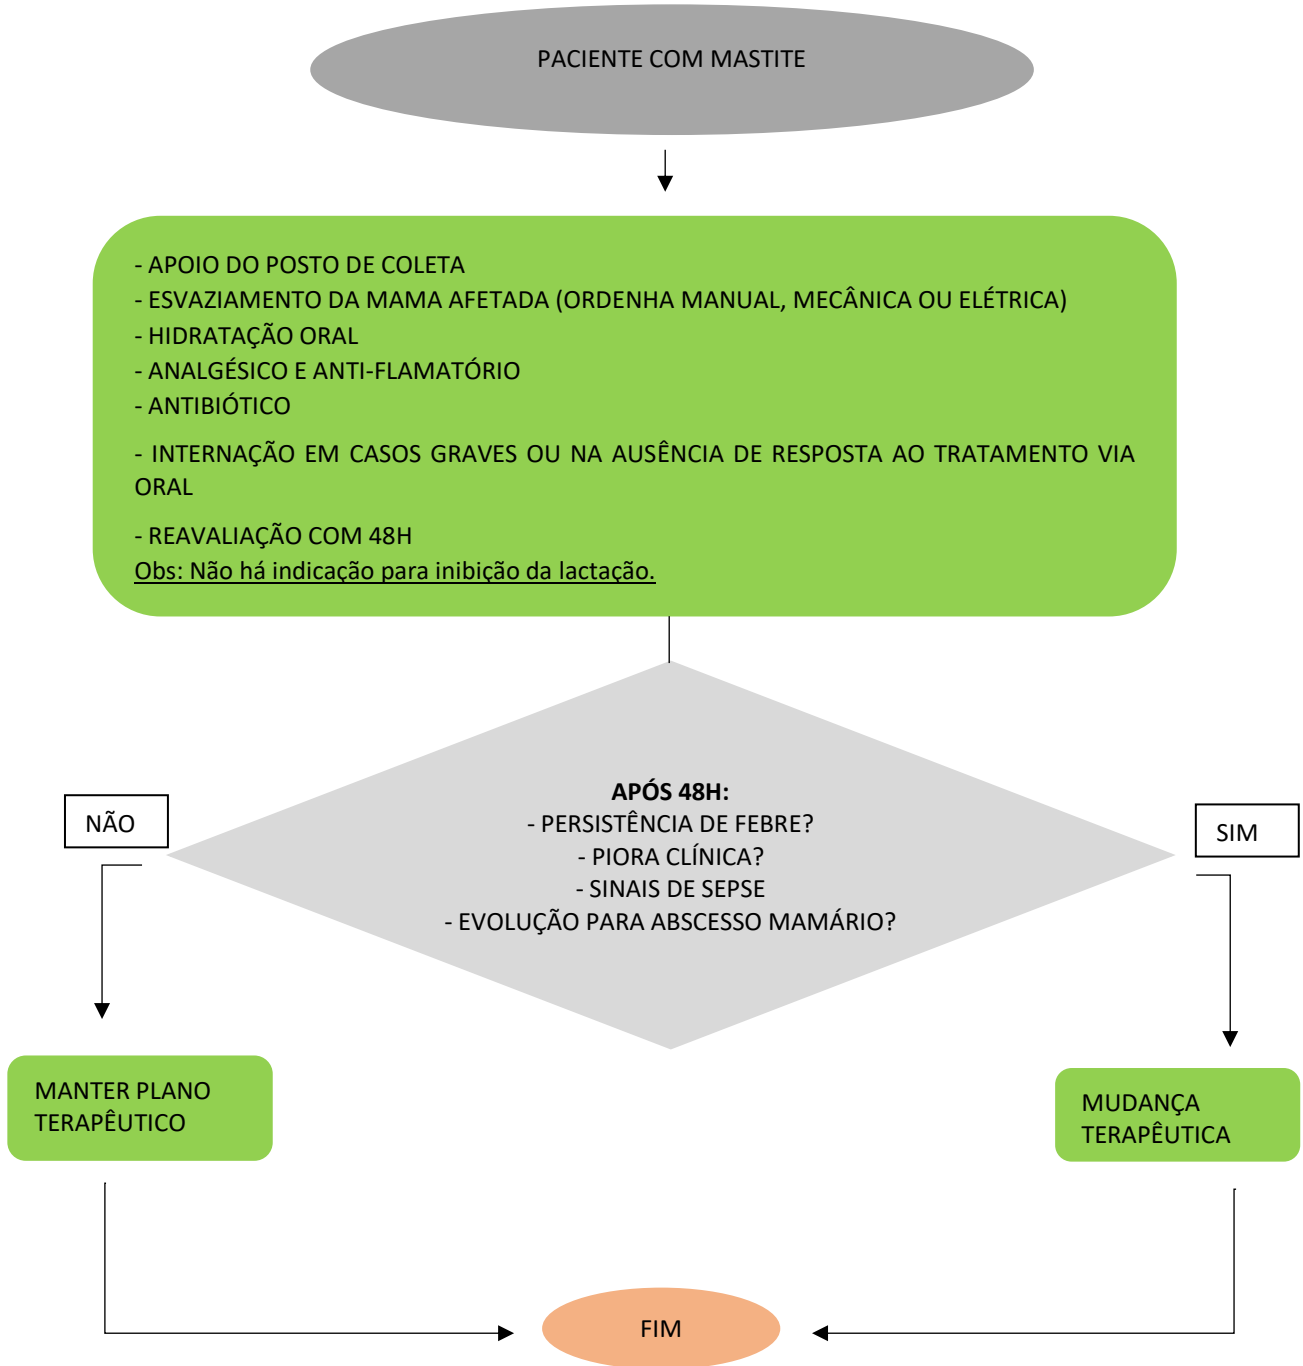 PACIENTE COM MASTITE
- APOIO DO POSTO DE COLETA
- ESVAZIAMENTO DA MAMA AFETADA (ORDENHA MANUAL, MECÂNICA OU ELÉTRICA)
- HIDRATAÇÃO ORAL
- ANALGÉSICO E ANTI-FLAMATÓRIO
- ANTIBIÓTICO
- INTERNAÇÃO EM CASOS GRAVES OU NA AUSÊNCIA DE RESPOSTA AO TRATAMENTO VIA
ORAL
- REAVALIAÇÃO COM 48H
Obs: Não há indicação para inibição da lactação.
APÓS 48H:
- PERSISTÊNCIA DE FEBRE?
- PIORA CLÍNICA?
- SINAIS DE SEPSE
- EVOLUÇÃO PARA ABSCESSO MAMÁRIO?
NÃO
SIM
MANTER PLANO
TERAPÊUTICO
MUDANÇA
TERAPÊUTICA
FIM